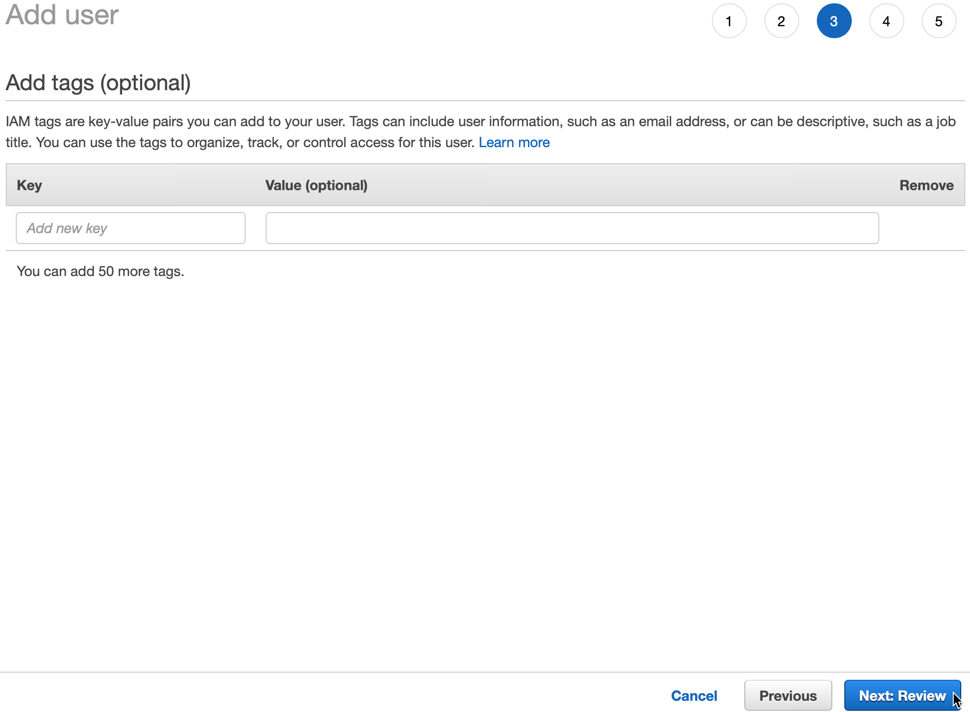 Add user
1 2 3 4 5
Add tags (optional)
IAM tags are key-value pairs you can add to your user. Tags can include user information, such as an email address, or can be descriptive, such as a job
title. You can use the tags to organize, track, or control access for this user. Learn more
Key Value (optional) Remove
Add new key
You can add 50 more tags.
Cancel Previous Next: Review